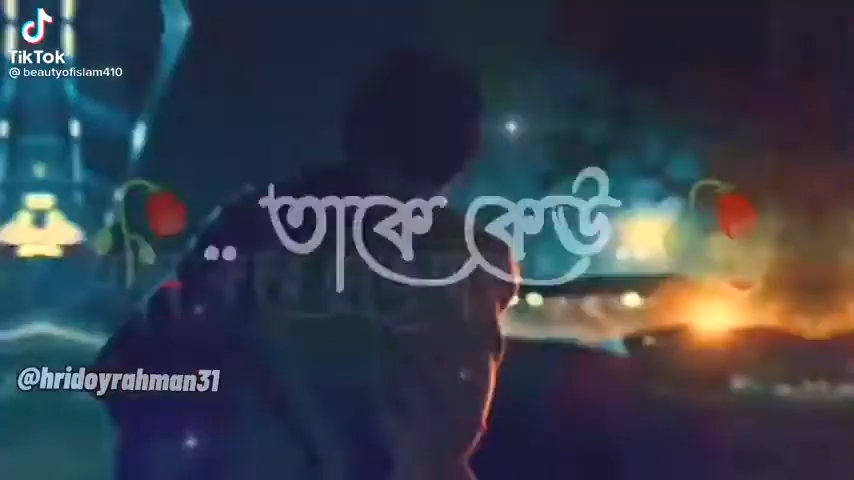 TikTok
@ beautyofislam410
.. তাকে কেউ ..
@hridoyrahman31